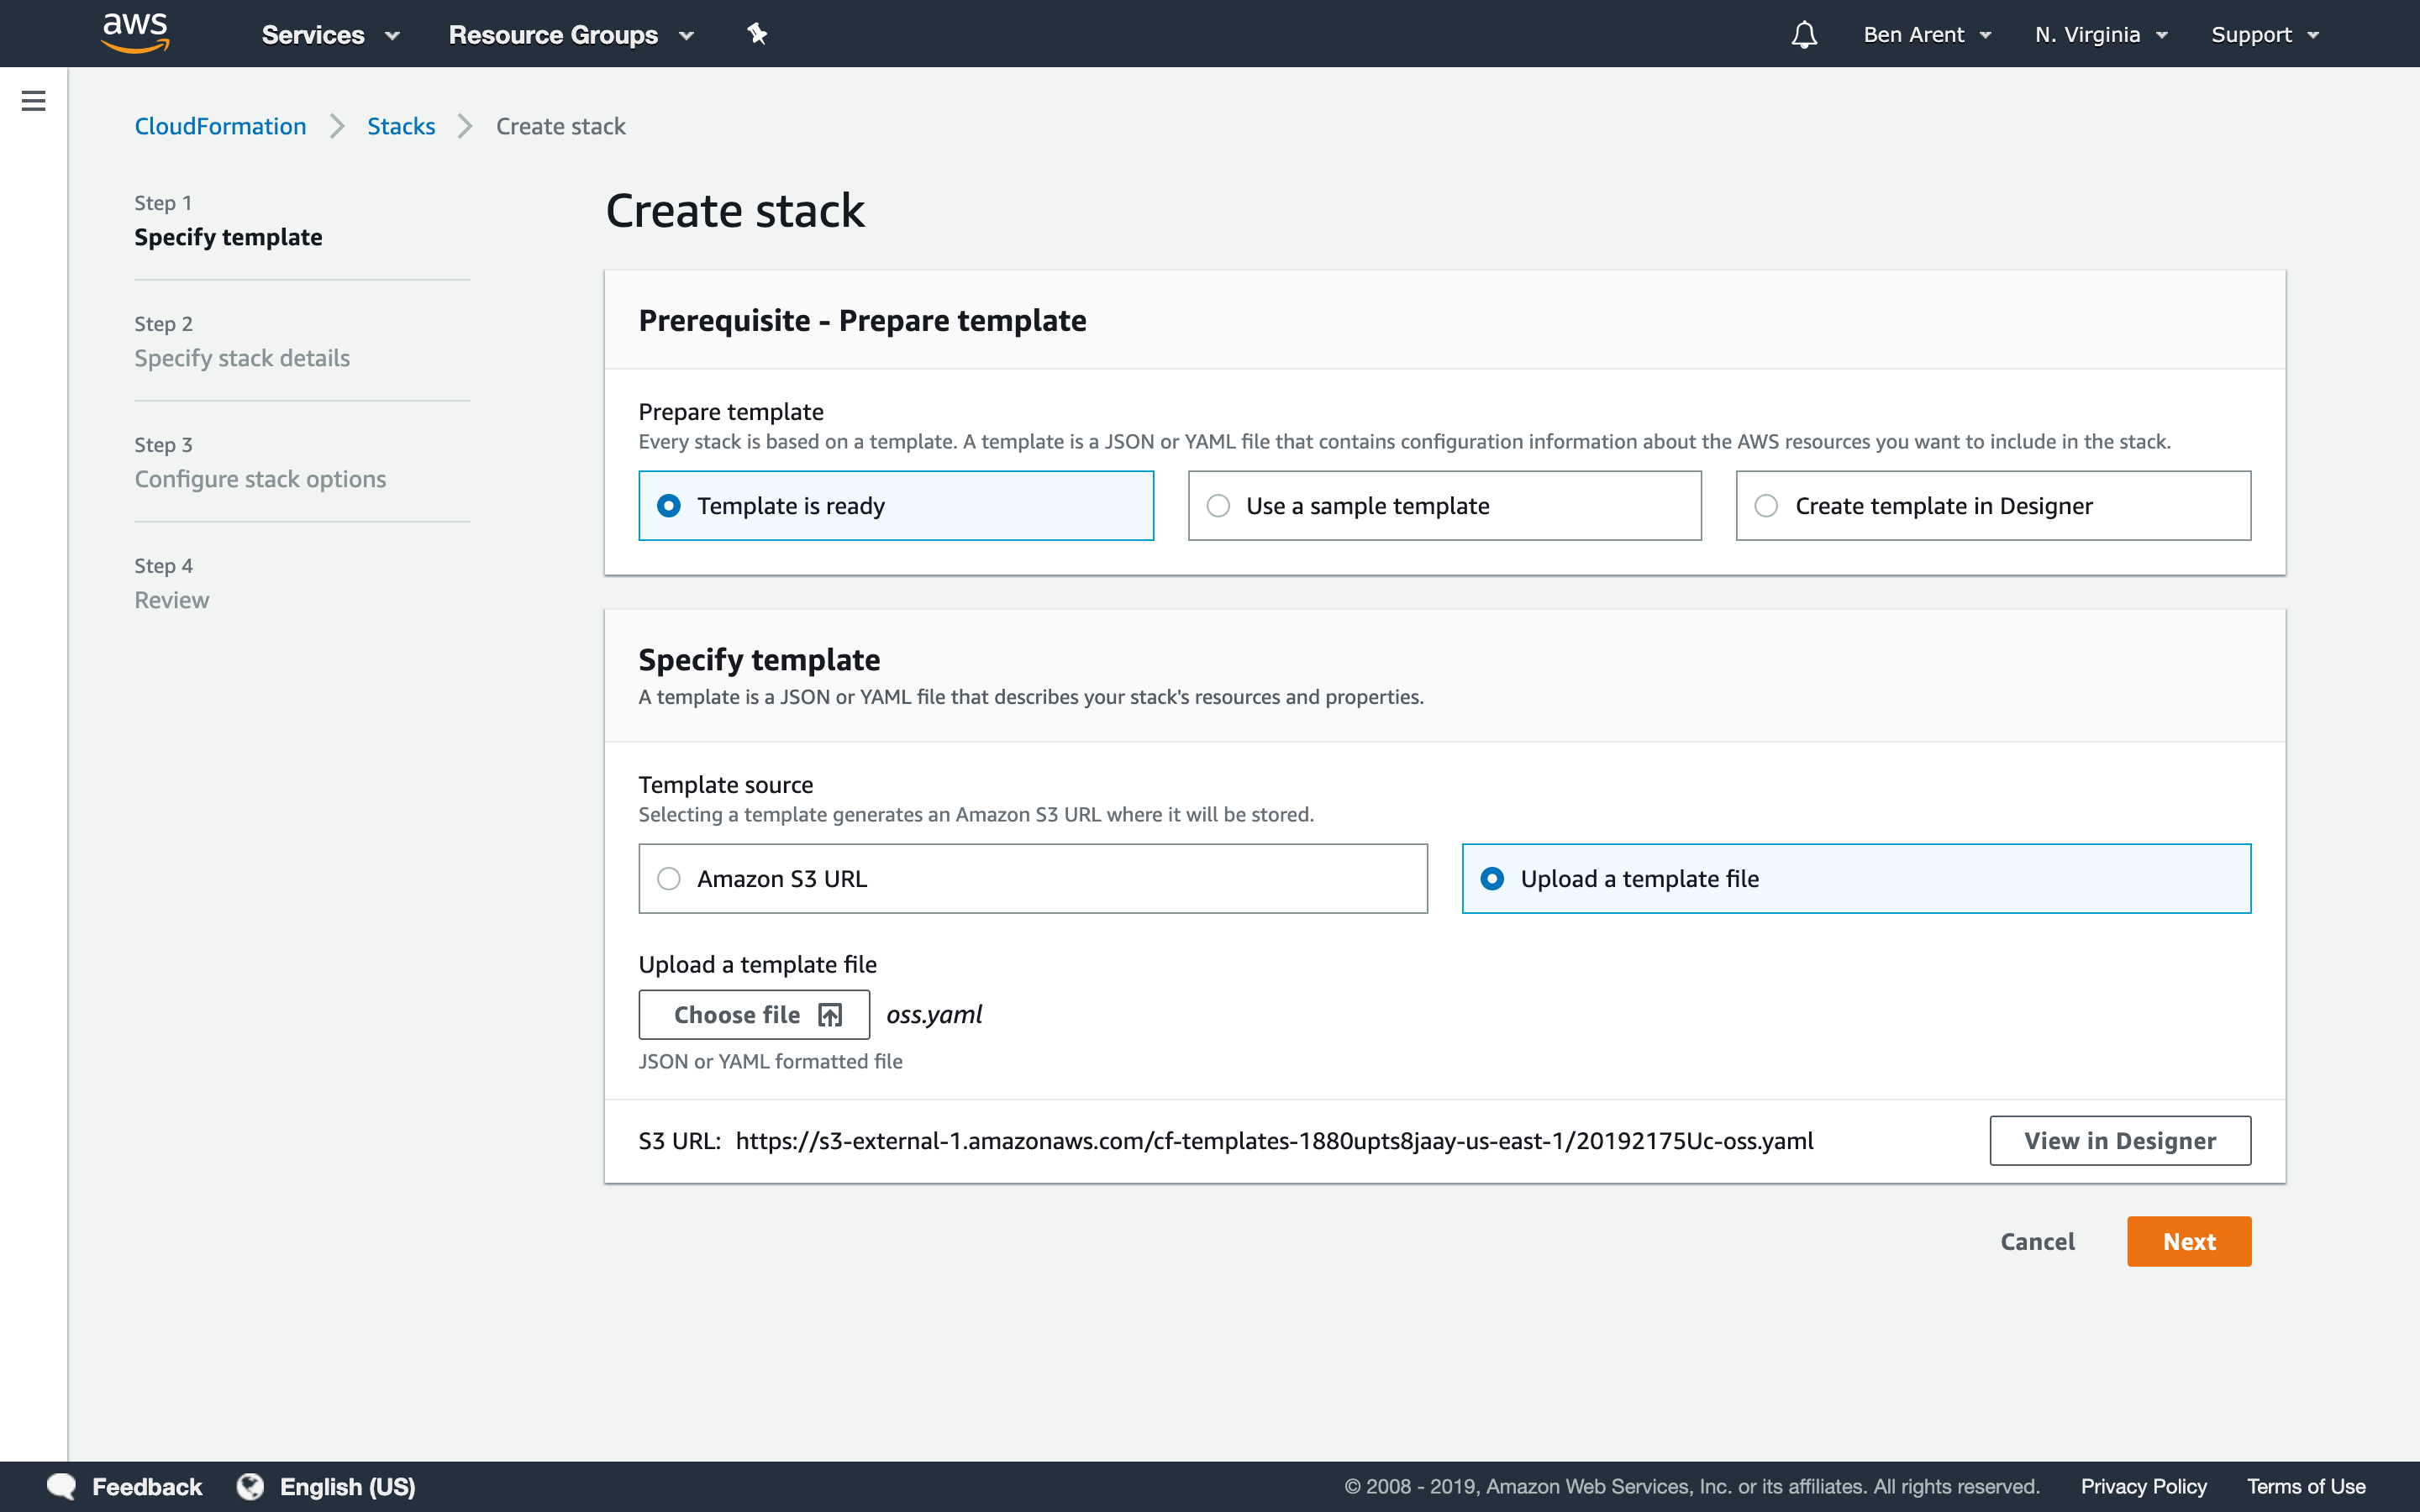 aws Services Resource Groups Ben Arent N. Virginia Support
CloudFormation Stacks Create stack
Step 1
Specify template
Step 2
Specify stack details
Step 3
Configure stack options
Step 4
Review
Create stack
Prerequisite - Prepare template
Prepare template
Every stack is based on a template. A template is a JSON or YAML file that contains configuration information about the AWS resources you want to include in the stack.
Template is ready Use a sample template Create template in Designer
Specify template
A template is a JSON or YAML file that describes your stack's resources and properties.
Template source
Selecting a template generates an Amazon S3 URL where it will be stored.
Amazon S3 URL Upload a template file
Upload a template file
Choose file oss.yaml
JSON or YAML formatted file
S3 URL: https://s3-external-1.amazonaws.com/cf-templates-1880upts8jaay-us-east-1/20192175Uc-oss.yaml View in Designer
Cancel Next
Feedback English (US) © 2008 - 2019, Amazon Web Services, Inc. or its affiliates. All rights reserved. Privacy Policy Terms of Use